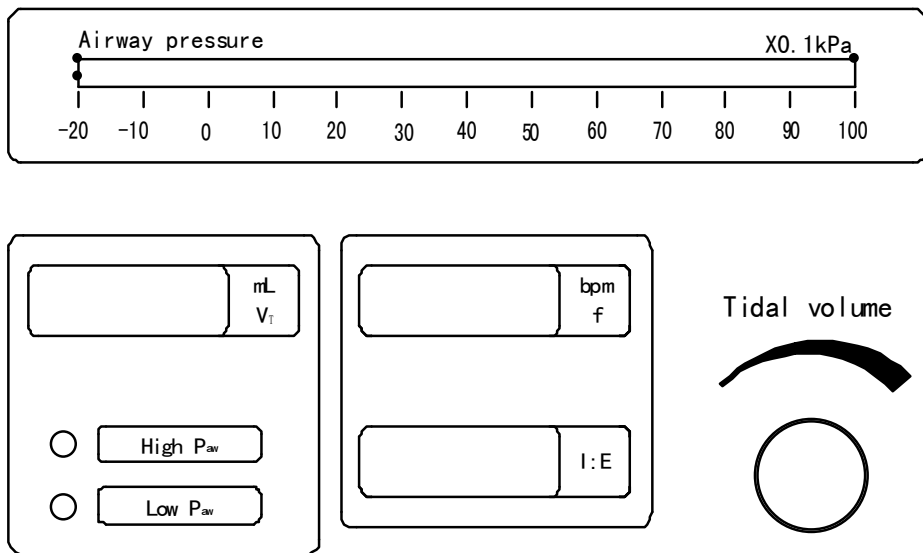 Airway pressure X0.1kPa
-20 -10 0 10 20 30 40 50 60 70 80 90 100
mL
VT
bpm
f
Tidal volume
High Paw
I:E
Low Paw